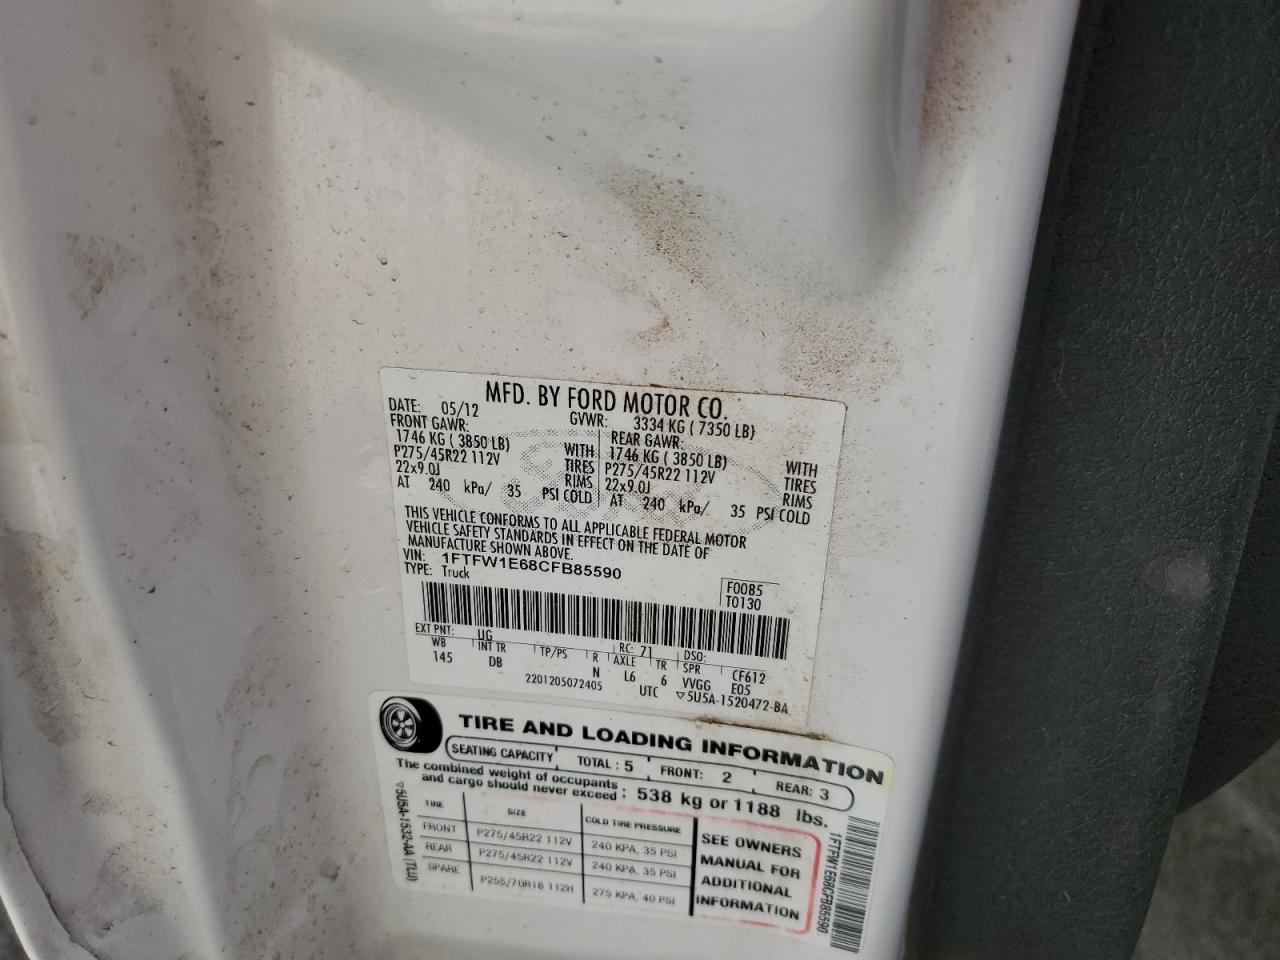 MFD. BY FORD MOTOR CO.
DATE: 05/12 GVWR: 3334 KG ( 7350 LB)
FRONT GAWR: REAR GAWR:
1746 KG ( 3850 LB) WITH 1746 KG ( 3850 LB) WITH
P275/45R22 112V TIRES P275/45R22 112V TIRES
22x9.0J RIMS 22x9.0J RIMS
AT 240 kPa/ 35 PSI COLD AT 240 kPa/ 35 PSI COLD
THIS VEHICLE CONFORMS TO ALL APPLICABLE FEDERAL MOTOR
VEHICLE SAFETY STANDARDS IN EFFECT ON THE DATE OF
MANUFACTURE SHOWN ABOVE.
VIN: 1FTFW1E68CFB85590
TYPE: Truck
F0085
T0130
EXT PNT: UG RC: 71 DSO:
WB INT TR TP/PS R AXLE TR SPR CF612
145 DB N L6 6 VVGG E05
2201205072405 UTC ▽5U5A-1520472-BA
TIRE AND LOADING INFORMATION
SEATING CAPACITY TOTAL : 5 FRONT: 2 REAR: 3
The combined weight of occupants
and cargo should never exceed : 538 kg or 1188 lbs.
TIRE SIZE COLD TIRE PRESSURE
FRONT P275/45R22 112V 240 KPA, 35 PSI
REAR P275/45R22 112V 240 KPA, 35 PSI
SPARE P255/70R18 112H 275 KPA, 40 PSI
SEE OWNERS
MANUAL FOR
ADDITIONAL
INFORMATION
▽5U5A-1532-AA (TLU)
1FTFW1E68CFB85590